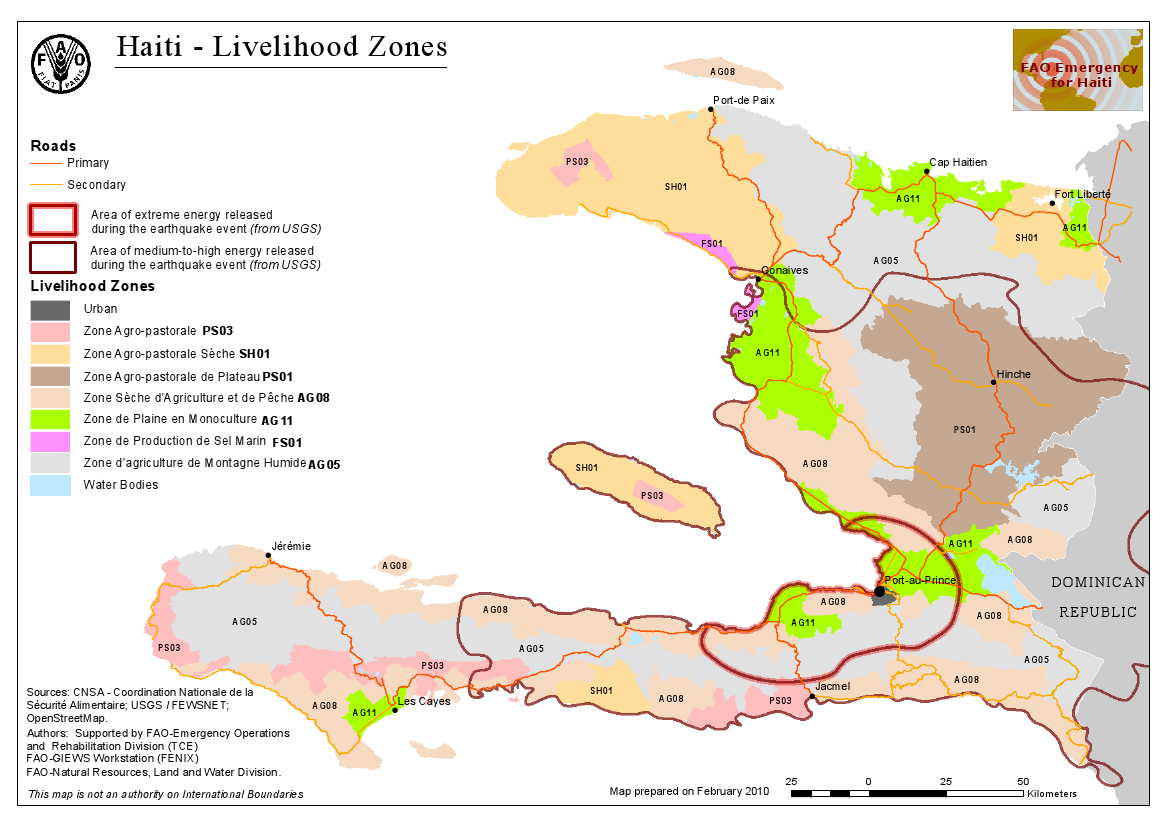 Haiti - Livelihood Zones
F A O
FIAT PANIS
FAO Emergency
for Haiti
Roads
Primary
Secondary
Area of extreme energy released
during the earthquake event (from USGS)
Area of medium-to-high energy released
during the earthquake event (from USGS)
Livelihood Zones
Urban
Zone Agro-pastorale PS03
Zone Agro-pastorale Sèche SH01
Zone Agro-pastorale de Plateau PS01
Zone Sèche d'Agriculture et de Pêche AG08
Zone de Plaine en Monoculture AG11
Zone de Production de Sel Marin FS01
Zone d'agriculture de Montagne Humide AG05
Water Bodies
AG08
Port-de Paix
PS03
SH01
Cap Haitien
AG11
Fort Liberté
AG11
SH01
FS01
AG05
Gonaives
FS01
AG11
Hinche
PS01
AG08
SH01
PS03
AG05
AG11
AG08
Jérémie
AG08
Port-au-Prince
DOMINICAN
REPUBLIC
AG08
AG08
AG11
AG08
AG05
PS03
AG05
AG05
PS03
AG08
SH01
AG08
PS03
Jacmel
AG08
AG11
Les Cayes
Sources: CNSA - Coordination Nationale de la
Sécurité Alimentaire; USGS / FEWSNET;
OpenStreetMap.
Authors: Supported by FAO-Emergency Operations
and Rehabilitation Division (TCE)
FAO-GIEWS Workstation (FENIX)
FAO-Natural Resources, Land and Water Division.
This map is not an authority on International Boundaries
Map prepared on February 2010
25 0 25 50
Kilometers